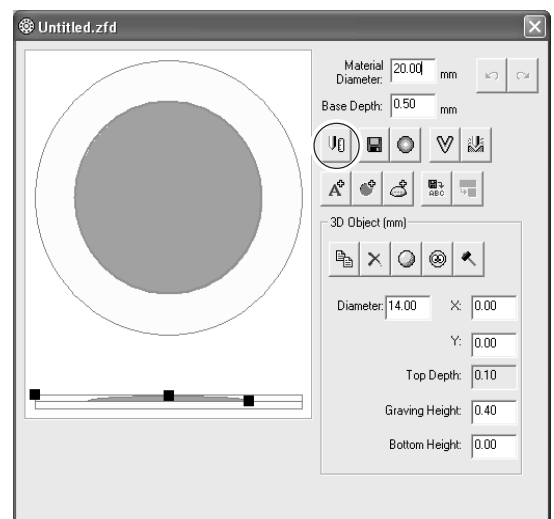 Untitled.zfd
Material Diameter: 20.00 mm
Base Depth: 0.50 mm
A
ABC
3D Object (mm)
Diameter: 14.00 X: 0.00
Y: 0.00
Top Depth: 0.10
Graving Height: 0.40
Bottom Height: 0.00